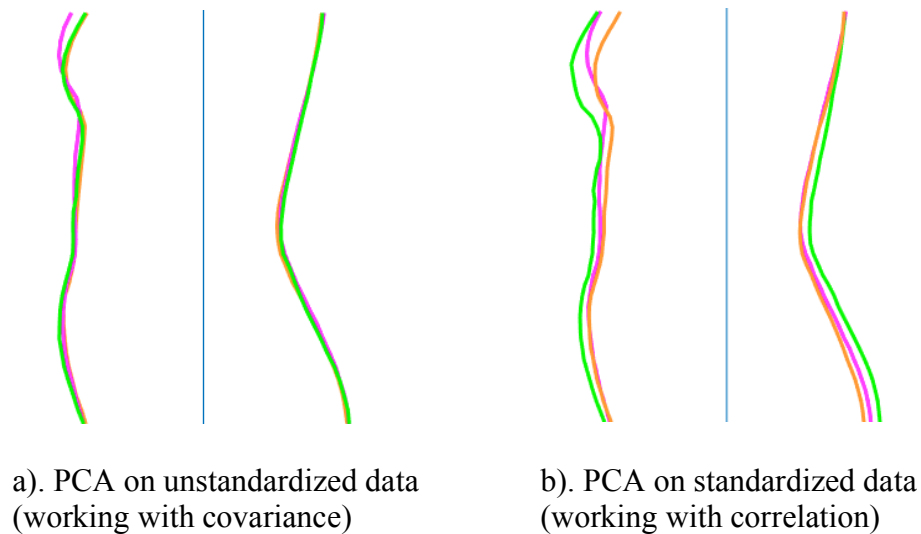 a). PCA on unstandardized data
(working with covariance)
b). PCA on standardized data
(working with correlation)